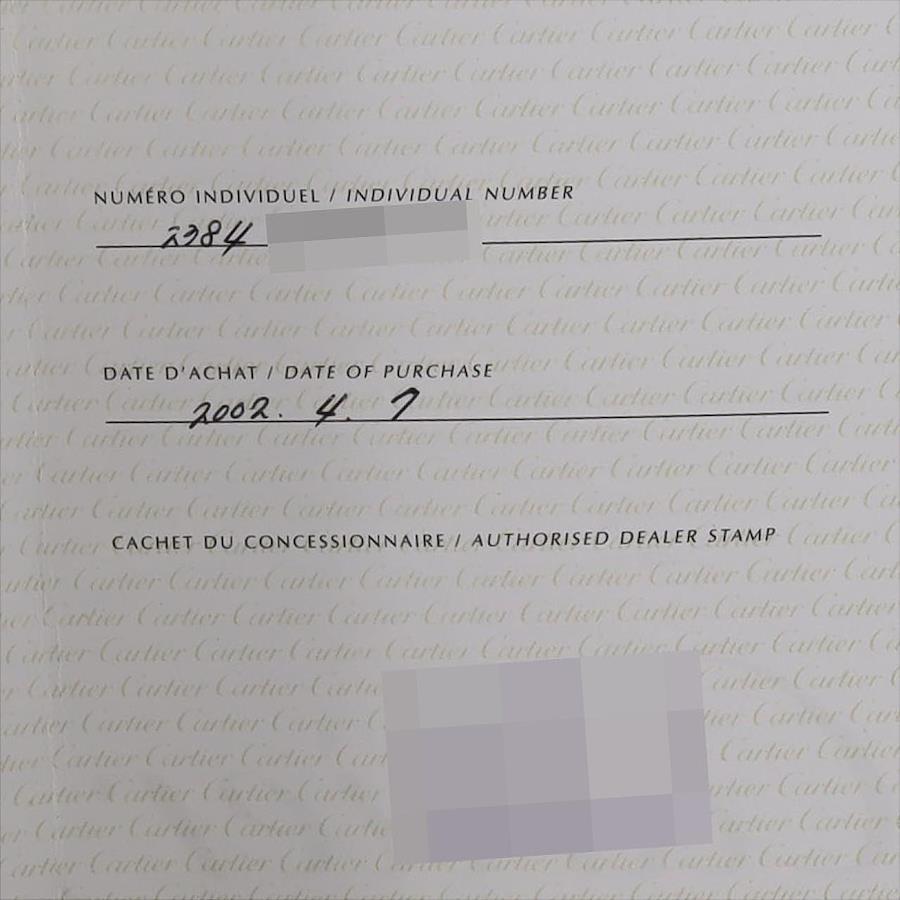 NUMÉRO INDIVIDUEL / INDIVIDUAL NUMBER
2384
DATE D'ACHAT / DATE OF PURCHASE
2002. 4. 7
CACHET DU CONCESSIONNAIRE / AUTHORISED DEALER STAMP
Cartier